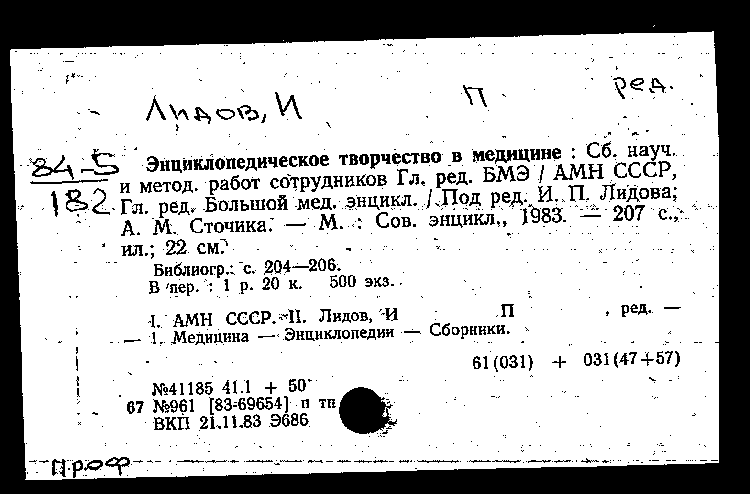 Лидов, И П ред.
84-5
182
Энциклопедическое творчество в медицине : Сб. науч.
и метод. работ сотрудников Гл. ред. БМЭ / АМН СССР,
Гл. ред. Большой мед. энцикл. / Под ред. И. П. Лидова;
А. М. Сточика. — М. : Сов. энцикл., 1983. — 207 с.,
ил.; 22 см.
Библиогр.: с. 204—206.
В пер. : 1 р. 20 к. 500 экз.
I. АМН СССР. II. Лидов, И П , ред. —
— 1. Медицина — Энциклопедии — Сборники.
61(031) + 031(47+57)
№41185 41.1 + 50
67 №961 [83-69654] п тп
ВКП 21.11.83 Э686
Проф